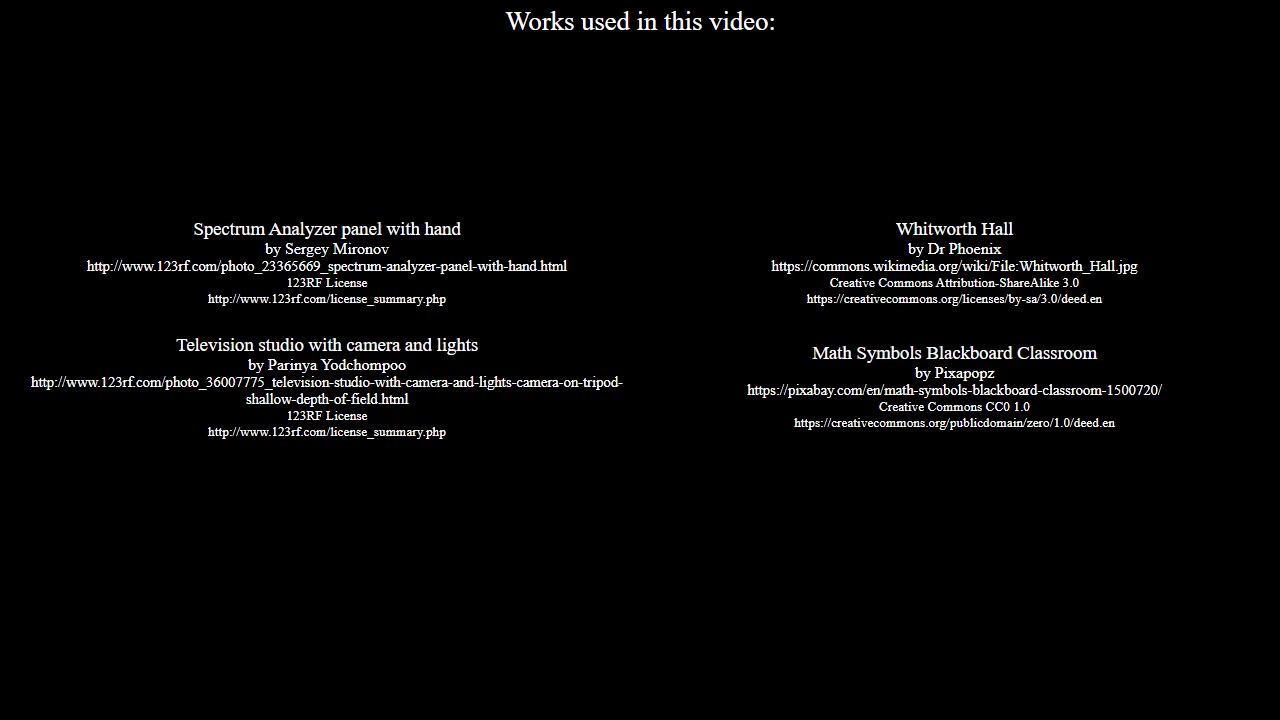 Works used in this video:
Spectrum Analyzer panel with hand
by Sergey Mironov
http://www.123rf.com/photo_23365669_spectrum-analyzer-panel-with-hand.html
123RF License
http://www.123rf.com/license_summary.php
Television studio with camera and lights
by Parinya Yodchompoo
http://www.123rf.com/photo_36007775_television-studio-with-camera-and-lights-camera-on-tripod-
shallow-depth-of-field.html
123RF License
http://www.123rf.com/license_summary.php
Whitworth Hall
by Dr Phoenix
https://commons.wikimedia.org/wiki/File:Whitworth_Hall.jpg
Creative Commons Attribution-ShareAlike 3.0
https://creativecommons.org/licenses/by-sa/3.0/deed.en
Math Symbols Blackboard Classroom
by Pixapopz
https://pixabay.com/en/math-symbols-blackboard-classroom-1500720/
Creative Commons CC0 1.0
https://creativecommons.org/publicdomain/zero/1.0/deed.en